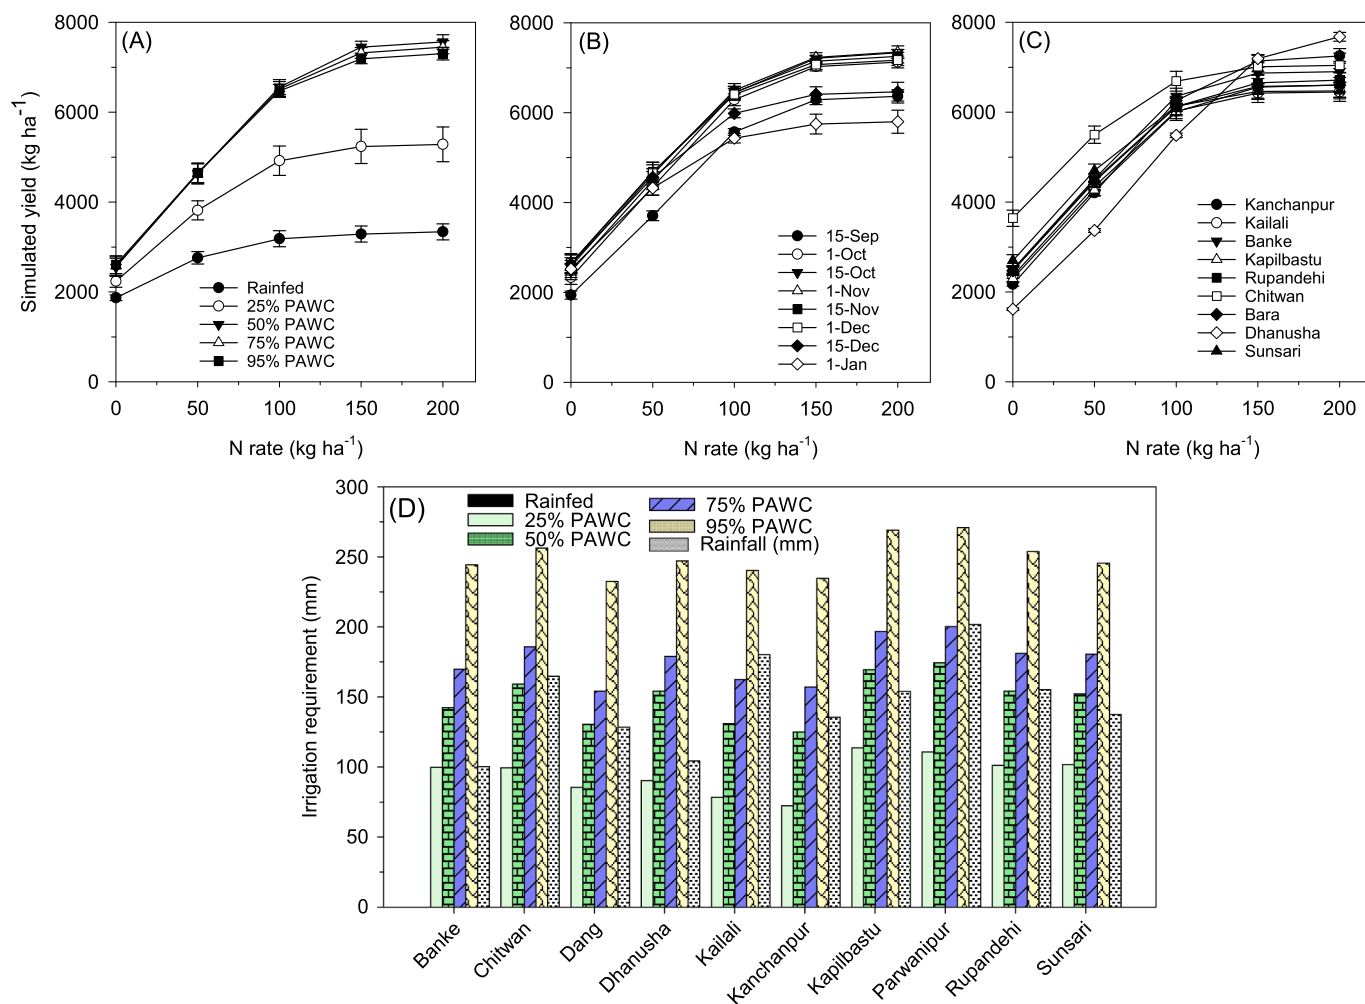 (A)
8000
6000
4000
2000
0
Simulated yield (kg ha⁻¹)
Rainfed
25% PAWC
50% PAWC
75% PAWC
95% PAWC
0 50 100 150 200
N rate (kg ha⁻¹)
(B)
8000
6000
4000
2000
0
15-Sep
1-Oct
15-Oct
1-Nov
15-Nov
1-Dec
15-Dec
1-Jan
0 50 100 150 200
N rate (kg ha⁻¹)
(C)
8000
6000
4000
2000
0
Kanchanpur
Kailali
Banke
Kapilbastu
Rupandehi
Chitwan
Bara
Dhanusha
Sunsari
0 50 100 150 200
N rate (kg ha⁻¹)
(D)
300
250
200
150
100
50
0
Irrigation requirement (mm)
Rainfed
25% PAWC
50% PAWC
75% PAWC
95% PAWC
Rainfall (mm)
Banke
Chitwan
Dang
Dhanusha
Kailali
Kanchanpur
Kapilbastu
Parwanipur
Rupandehi
Sunsari